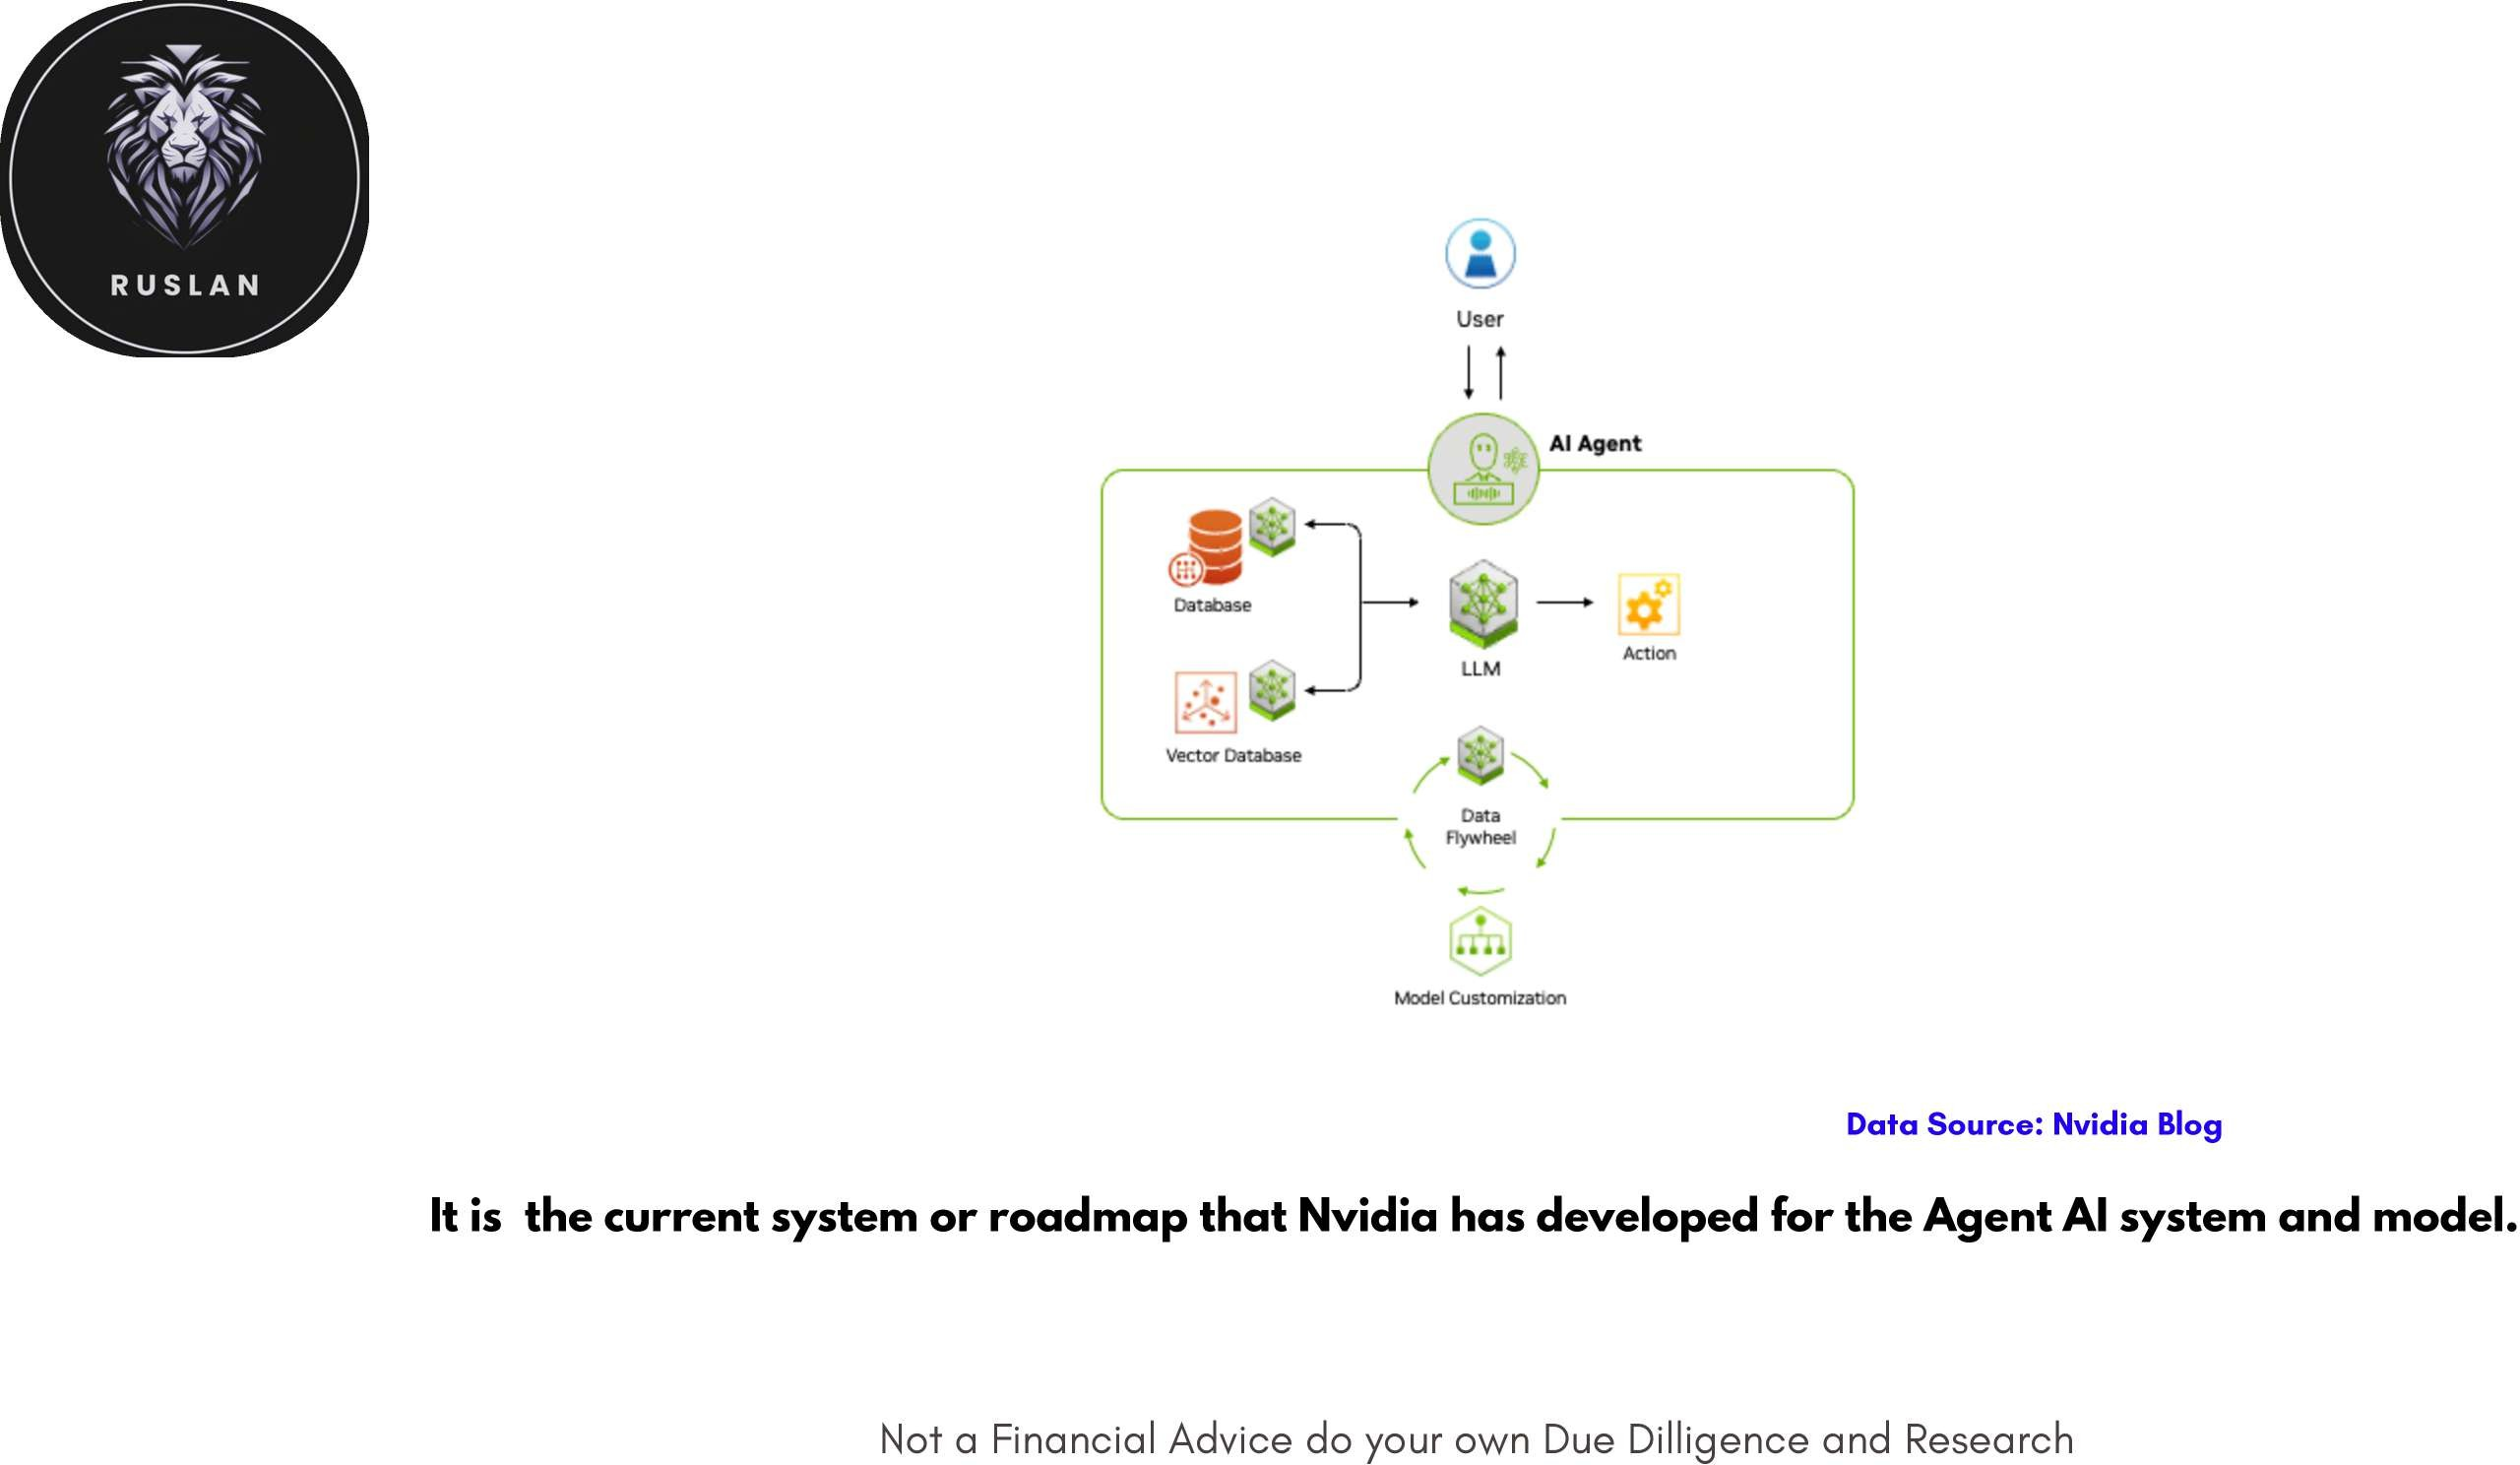 RUSLAN
User
AI Agent
Database
LLM
Action
Vector Database
Data
Flywheel
Model Customization
Data Source: Nvidia Blog
It is  the current system or roadmap that Nvidia has developed for the Agent AI system and model.
Not a Financial Advice do your own Due Dilligence and Research